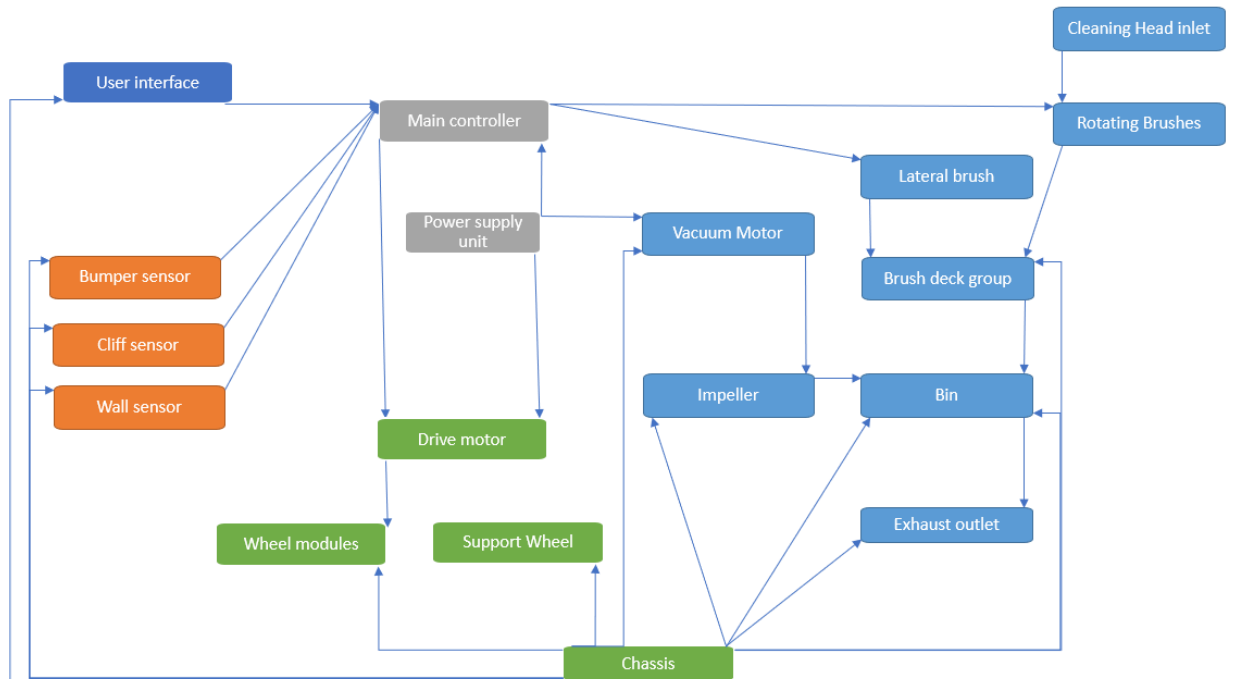 Cleaning Head inlet
User interface
Main controller
Rotating Brushes
Lateral brush
Power supply
unit
Vacuum Motor
Bumper sensor
Brush deck group
Cliff sensor
Wall sensor
Impeller
Bin
Drive motor
Exhaust outlet
Wheel modules
Support Wheel
Chassis